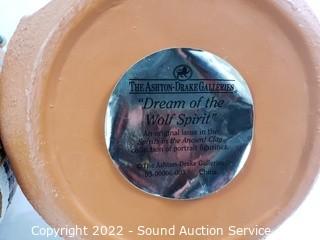 THE ASHTON-DRAKE GALLERIES
"Dream of the
Wolf Spirit"
An original issue in the
Spirits in the Ancient Clay
collection of portrait figurines.
©The Ashton-Drake Galleries
China
Copyright 2022 - Sound Auction Service